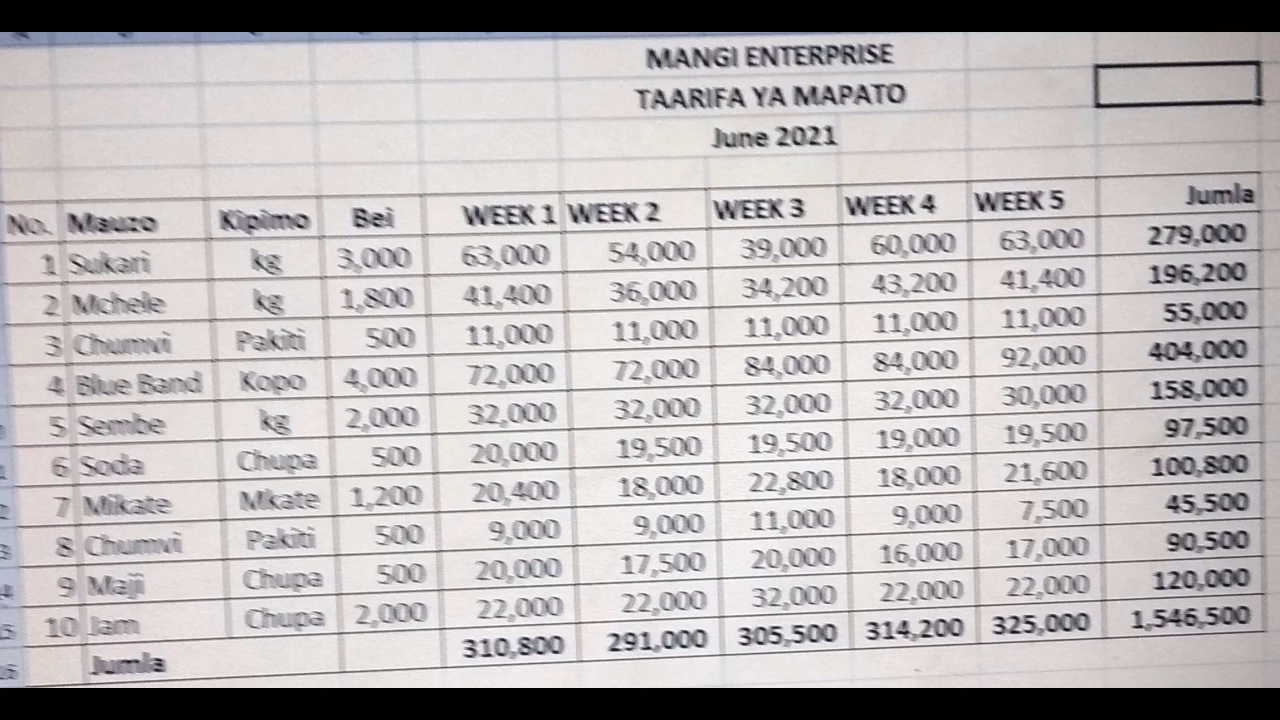 MANGI ENTERPRISE
TAARIFA YA MAPATO
June 2021
No. Mauzo Kipimo Bei WEEK 1 WEEK 2 WEEK 3 WEEK 4 WEEK 5 Jumla
1 Sukari kg 3,000 63,000 54,000 39,000 60,000 63,000 279,000
2 Mchele kg 1,800 41,400 36,000 34,200 43,200 41,400 196,200
3 Chumvi Pakiti 500 11,000 11,000 11,000 11,000 11,000 55,000
4 Blue Band Kopo 4,000 72,000 72,000 84,000 84,000 92,000 404,000
5 Sembe kg 2,000 32,000 32,000 32,000 32,000 30,000 158,000
6 Soda Chupa 500 20,000 19,500 19,500 19,000 19,500 97,500
7 Mikate Mkate 1,200 20,400 18,000 22,800 18,000 21,600 100,800
8 Chumvi Pakiti 500 9,000 9,000 11,000 9,000 7,500 45,500
9 Maji Chupa 500 20,000 17,500 20,000 16,000 17,000 90,500
10 Jam Chupa 2,000 22,000 22,000 32,000 22,000 22,000 120,000
Jumla 310,800 291,000 305,500 314,200 325,000 1,546,500